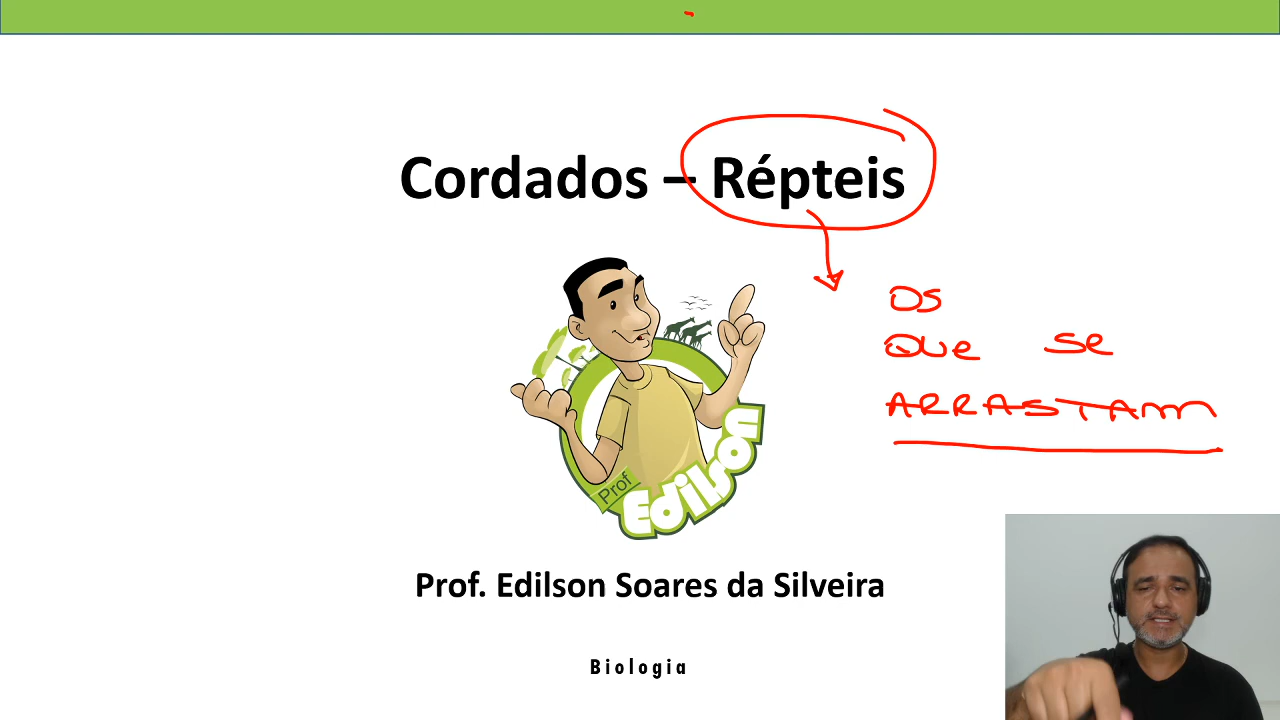 Cordados – Répteis
OS
QUE SE
ARRASTAM
Prof
Edilson
Prof. Edilson Soares da Silveira
Biologia